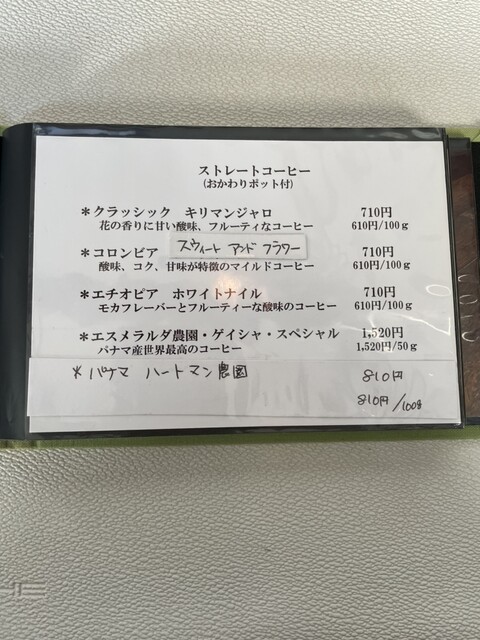 ストレートコーヒー
(おかわりポット付)
＊クラッシック　キリマンジャロ　710円
花の香りに甘い酸味、フルーティなコーヒー　610円/100ｇ
＊コロンビア　スウィート アンド フラワー　710円
酸味、コク、甘味が特徴のマイルドコーヒー　610円/100ｇ
＊エチオピア　ホワイトナイル　710円
モカフレーバーとフルーティーな酸味のコーヒー　610円/100ｇ
＊エスメラルダ農園・ゲイシャ・スペシャル　1,520円
パナマ産世界最高のコーヒー　1,520円/50ｇ
＊パナマ　ハートマン農園　810円
810円/100g